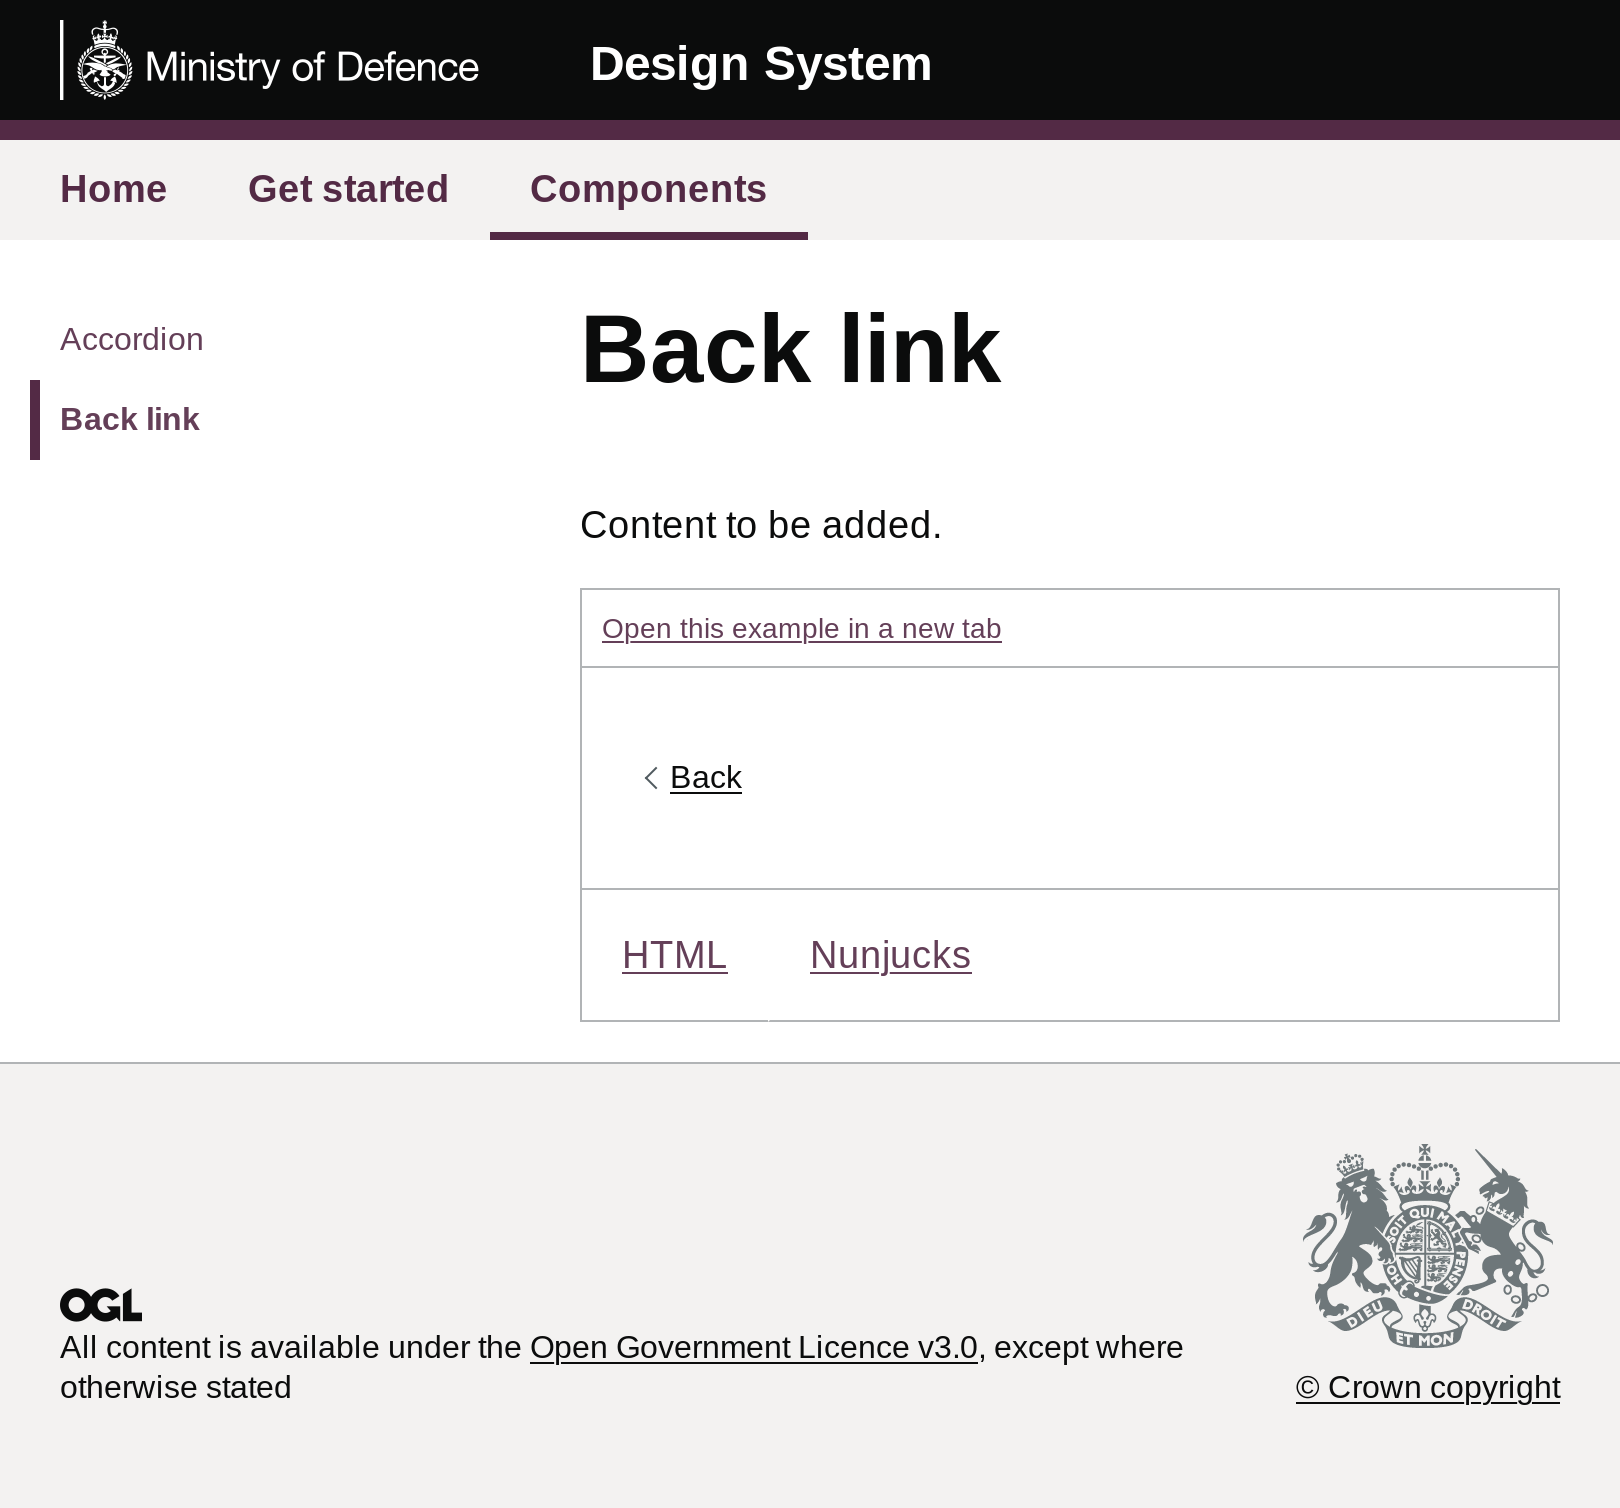 Ministry of Defence
Design System
Home
Get started
Components
Accordion
Back link
Back link
Content to be added.
Open this example in a new tab
Back
HTML
Nunjucks
OGL
All content is available under the Open Government Licence v3.0, except where
otherwise stated
SOIT QUI MAL Y PENSE
HON
DIEU
ET MON
DROIT
© Crown copyright